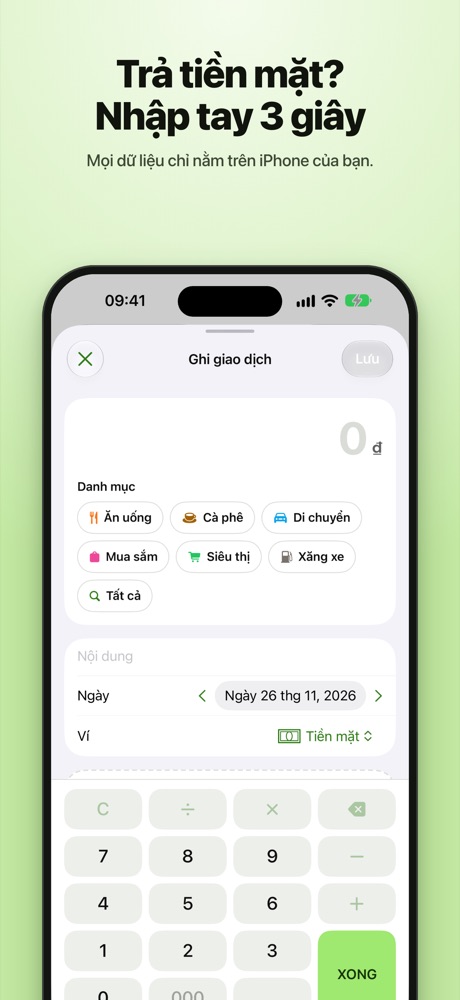 Trả tiền mặt?
Nhập tay 3 giây
Mọi dữ liệu chỉ nằm trên iPhone của bạn.
09:41
Ghi giao dịch
Lưu
0 ₫
Danh mục
Ăn uống
Cà phê
Di chuyển
Mua sắm
Siêu thị
Xăng xe
Tất cả
Nội dung
Ngày
Ngày 26 thg 11, 2026
Ví
Tiền mặt
C ÷ ×
7 8 9 −
4 5 6 +
1 2 3
XONG
0 000